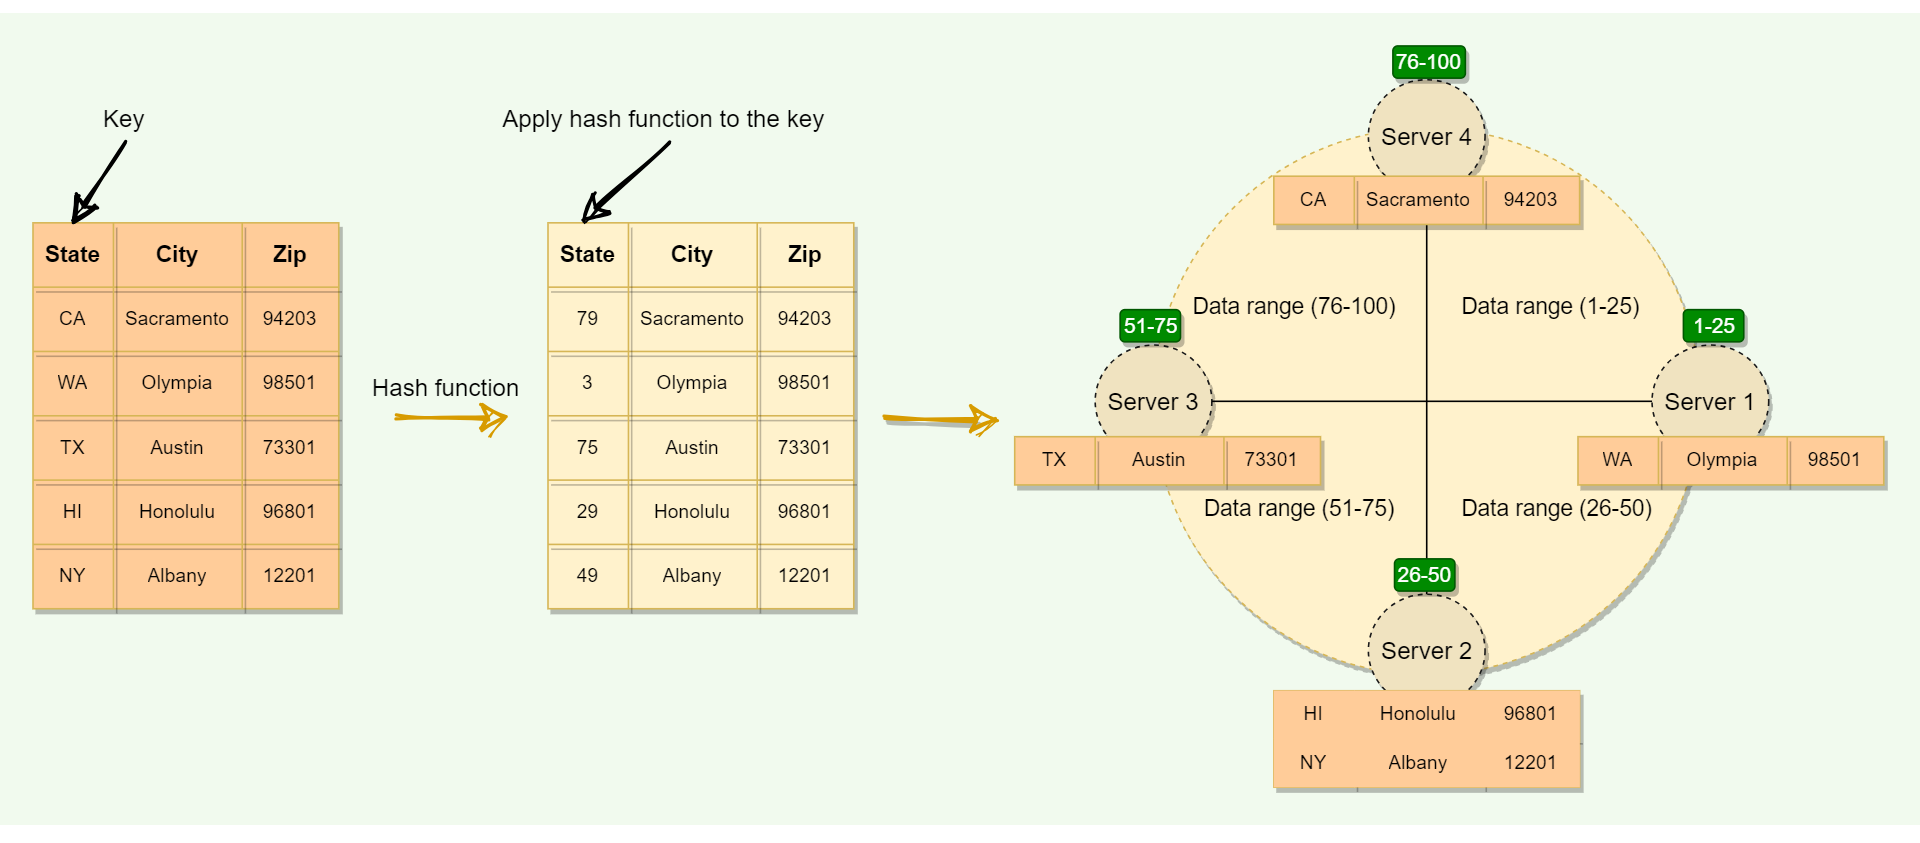 Key
State City Zip
CA Sacramento 94203
WA Olympia 98501
TX Austin 73301
HI Honolulu 96801
NY Albany 12201
Hash function
Apply hash function to the key
State City Zip
79 Sacramento 94203
3 Olympia 98501
75 Austin 73301
29 Honolulu 96801
49 Albany 12201
76-100
Server 4
CA Sacramento 94203
Data range (76-100)
Data range (1-25)
51-75
Server 3
TX Austin 73301
1-25
Server 1
WA Olympia 98501
Data range (51-75)
Data range (26-50)
26-50
Server 2
HI Honolulu 96801
NY Albany 12201